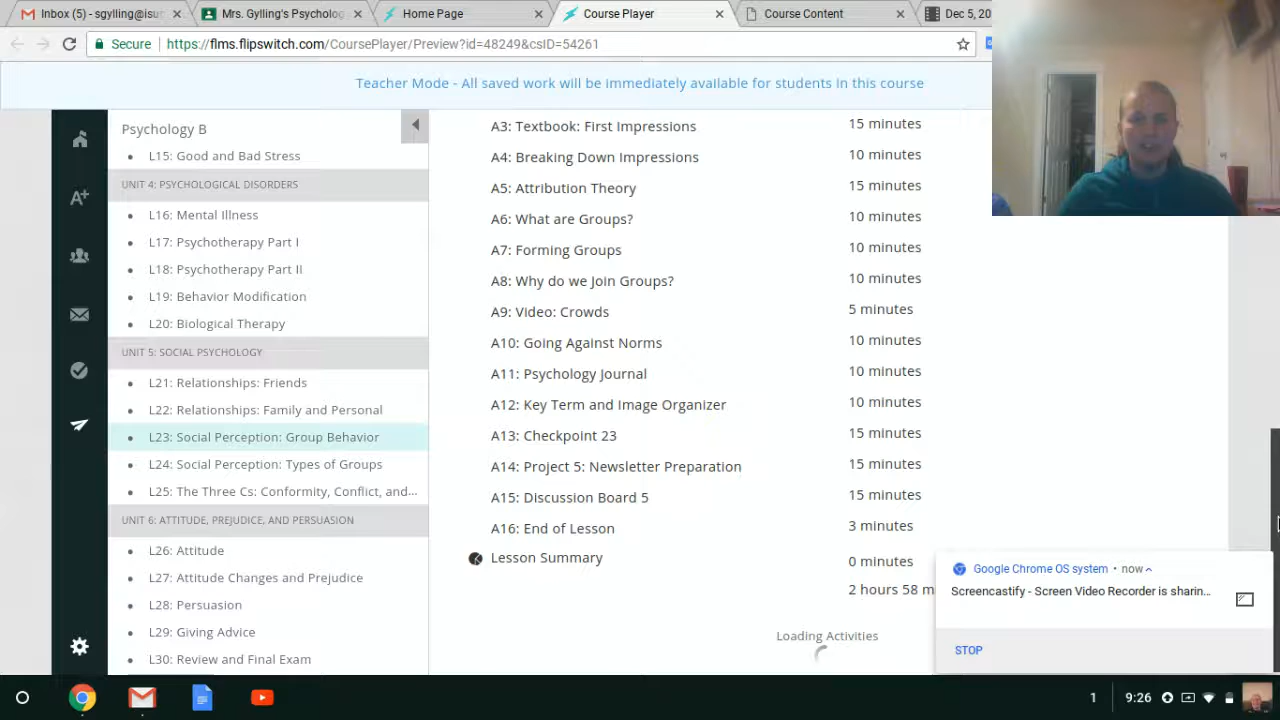 Inbox (5) - sgylling@isu
Mrs. Gylling's Psycholog
Home Page
Course Player
Course Content
Dec 5, 20
Secure
https://flms.flipswitch.com/CoursePlayer/Preview?id=48249&csID=54261
Teacher Mode - All saved work will be immediately available for students in this course
Psychology B
L15: Good and Bad Stress
UNIT 4: PSYCHOLOGICAL DISORDERS
L16: Mental Illness
L17: Psychotherapy Part I
L18: Psychotherapy Part II
L19: Behavior Modification
L20: Biological Therapy
UNIT 5: SOCIAL PSYCHOLOGY
L21: Relationships: Friends
L22: Relationships: Family and Personal
L23: Social Perception: Group Behavior
L24: Social Perception: Types of Groups
L25: The Three Cs: Conformity, Conflict, and...
UNIT 6: ATTITUDE, PREJUDICE, AND PERSUASION
L26: Attitude
L27: Attitude Changes and Prejudice
L28: Persuasion
L29: Giving Advice
L30: Review and Final Exam
A3: Textbook: First Impressions 15 minutes
A4: Breaking Down Impressions 10 minutes
A5: Attribution Theory 15 minutes
A6: What are Groups? 10 minutes
A7: Forming Groups 10 minutes
A8: Why do we Join Groups? 10 minutes
A9: Video: Crowds 5 minutes
A10: Going Against Norms 10 minutes
A11: Psychology Journal 10 minutes
A12: Key Term and Image Organizer 10 minutes
A13: Checkpoint 23 15 minutes
A14: Project 5: Newsletter Preparation 15 minutes
A15: Discussion Board 5 15 minutes
A16: End of Lesson 3 minutes
Lesson Summary 0 minutes
2 hours 58 m
Loading Activities
Google Chrome OS system • now
Screencastify - Screen Video Recorder is sharin...
STOP
1
9:26